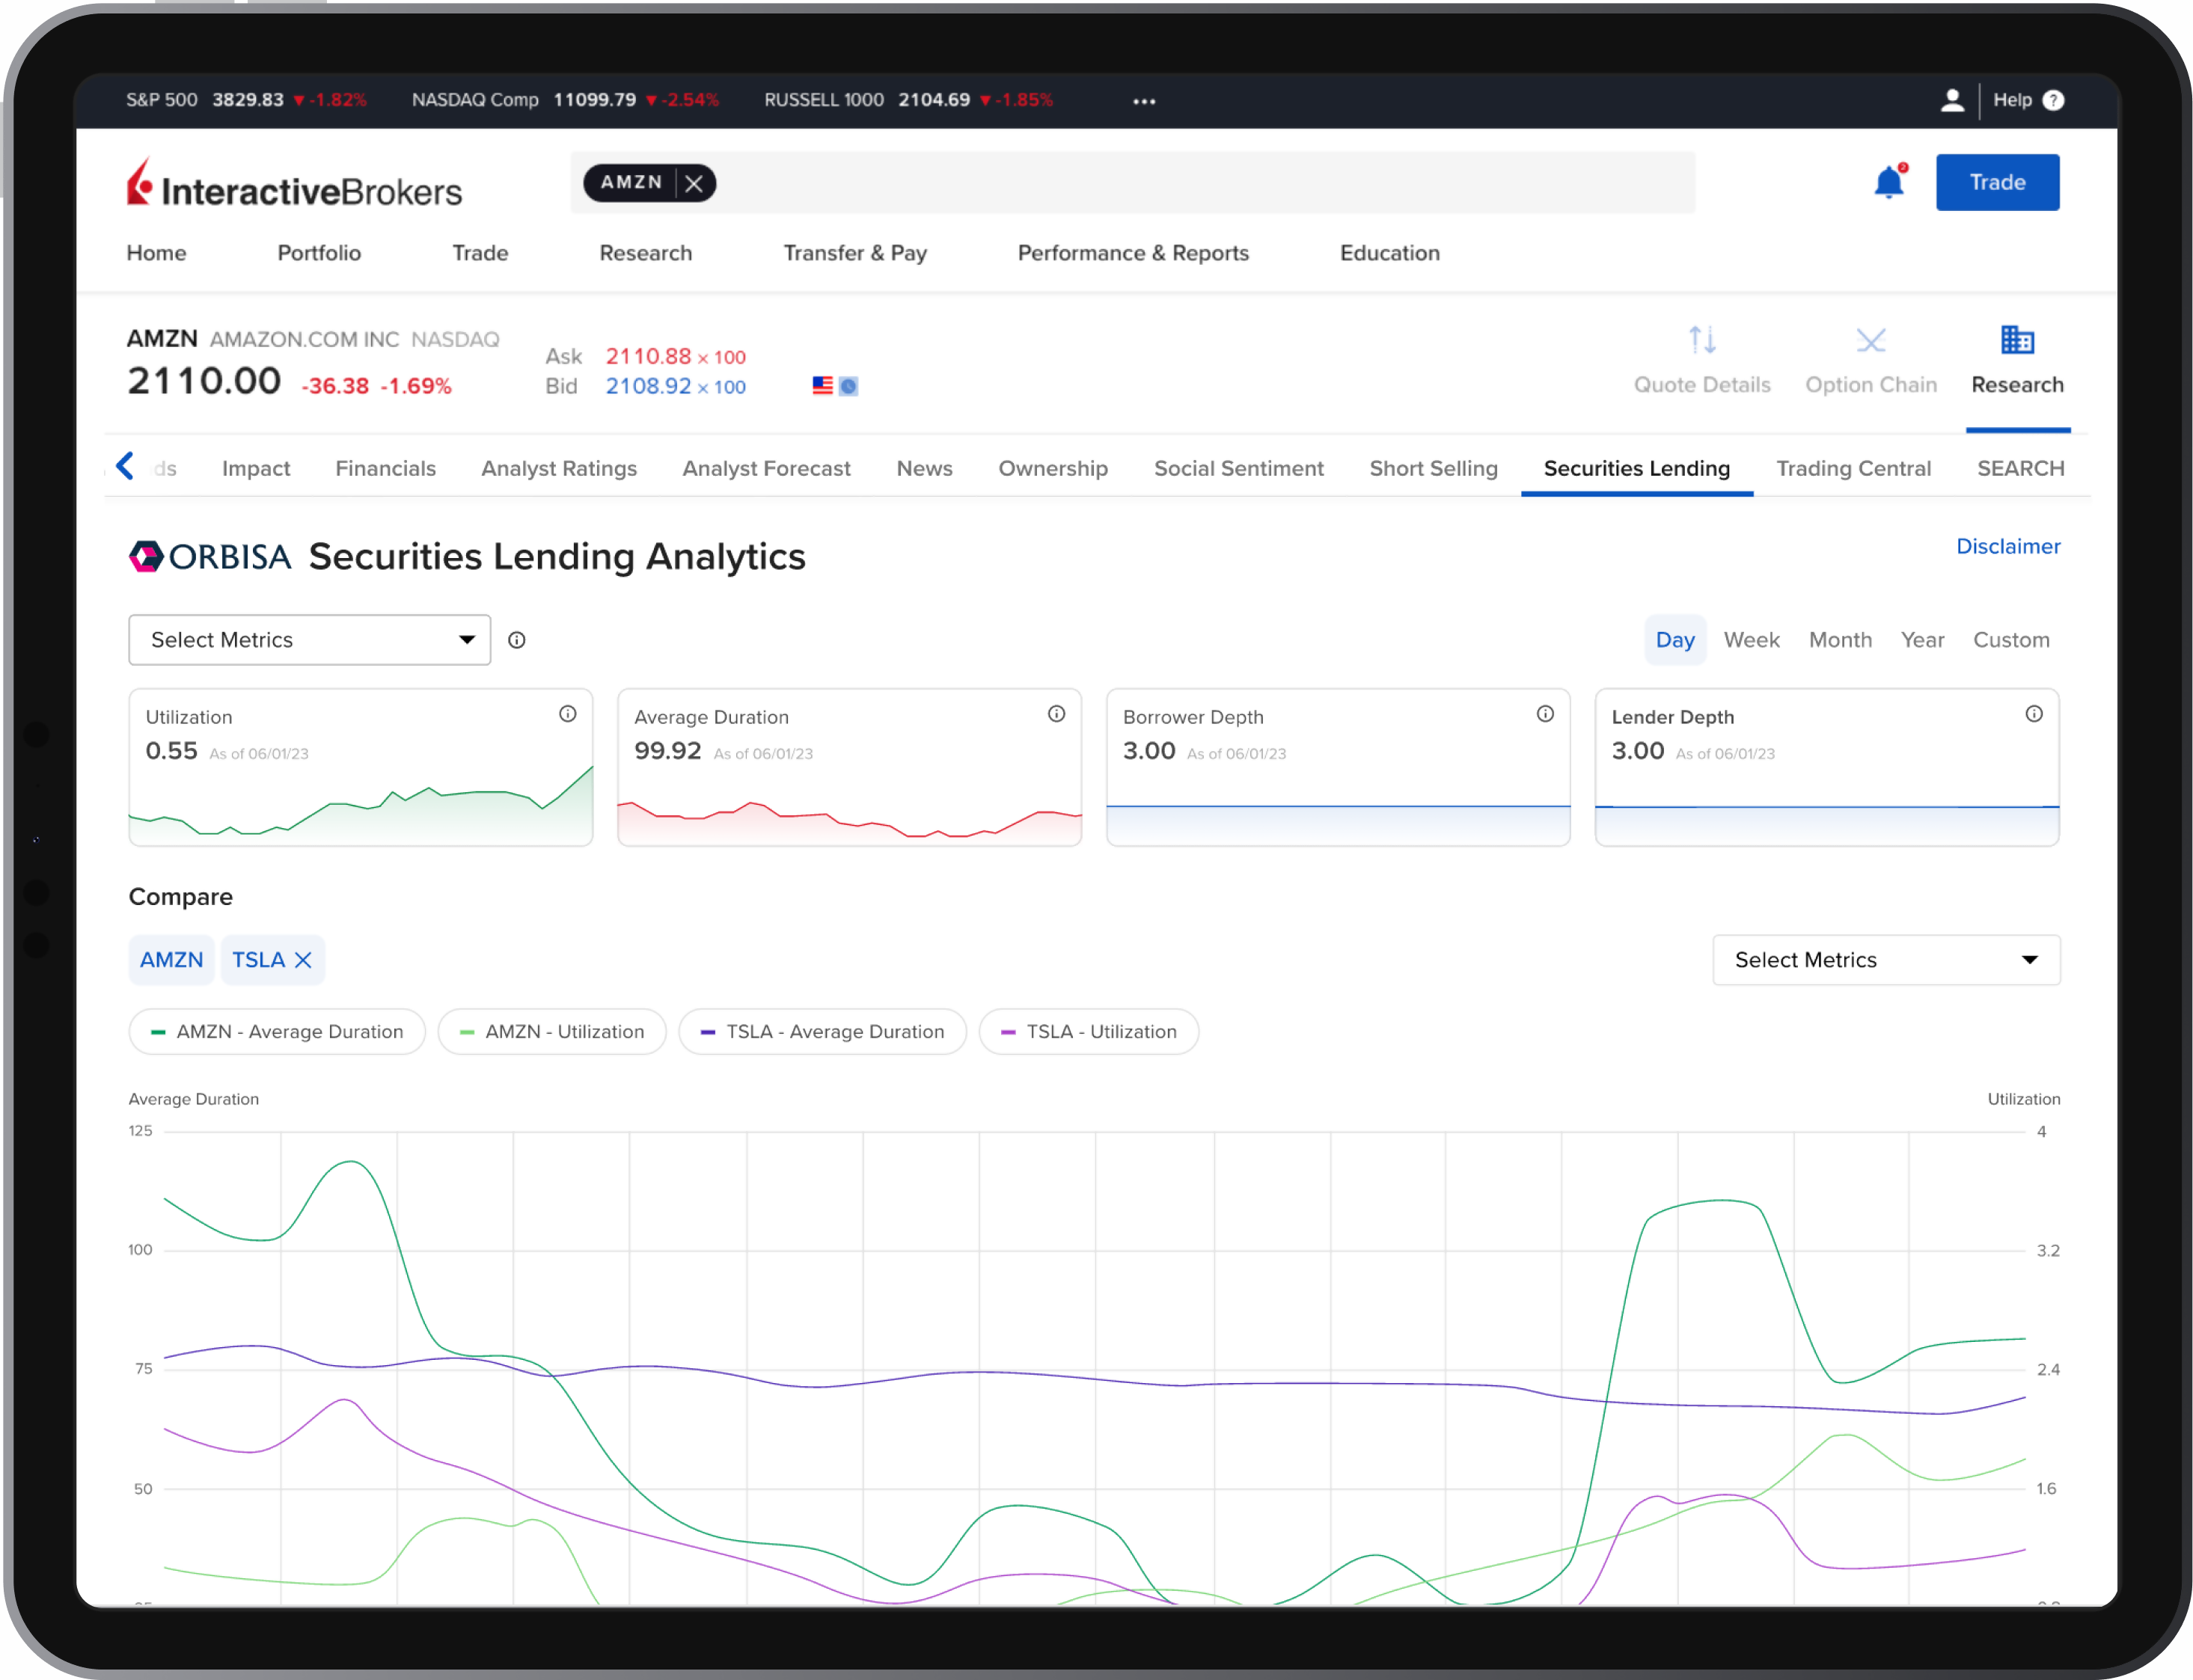 S&P 500 3829.83 ▼ -1.82% NASDAQ Comp 11099.79 ▼ -2.54% RUSSELL 1000 2104.69 ▼ -1.85% ••• Help ?
InteractiveBrokers AMZN Trade
Home Portfolio Trade Research Transfer & Pay Performance & Reports Education
AMZN AMAZON.COM INC NASDAQ
2110.00 -36.38 -1.69%
Ask 2110.88 × 100
Bid 2108.92 × 100
Quote Details Option Chain Research
ds Impact Financials Analyst Ratings Analyst Forecast News Ownership Social Sentiment Short Selling Securities Lending Trading Central SEARCH
ORBISA Securities Lending Analytics Disclaimer
Select Metrics Day Week Month Year Custom
Utilization
0.55 As of 06/01/23
Average Duration
99.92 As of 06/01/23
Borrower Depth
3.00 As of 06/01/23
Lender Depth
3.00 As of 06/01/23
Compare
AMZN TSLA Select Metrics
AMZN - Average Duration AMZN - Utilization TSLA - Average Duration TSLA - Utilization
Average Duration Utilization
125 4
100 3.2
75 2.4
50 1.6